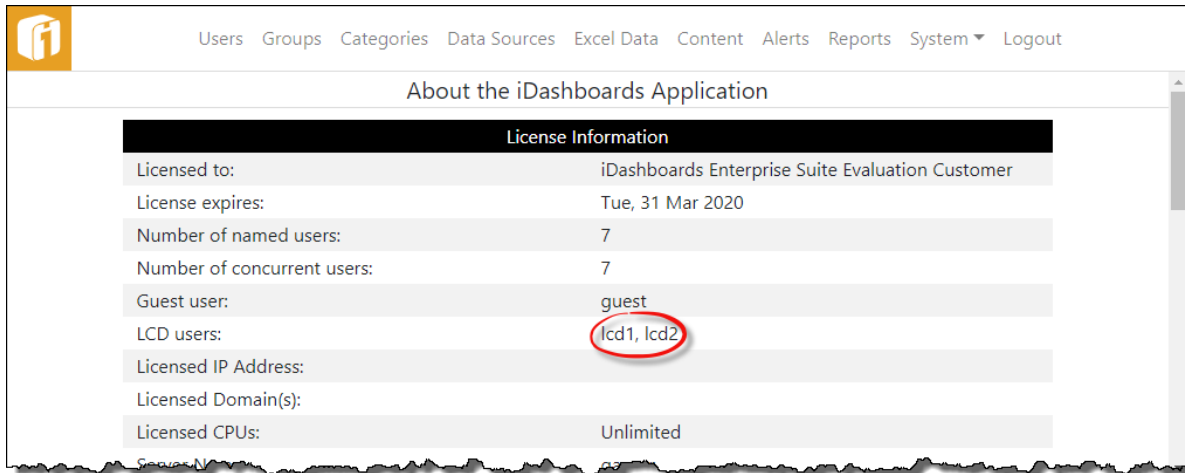 Users Groups Categories Data Sources Excel Data Content Alerts Reports System Logout
About the iDashboards Application
License Information
Licensed to: iDashboards Enterprise Suite Evaluation Customer
License expires: Tue, 31 Mar 2020
Number of named users: 7
Number of concurrent users: 7
Guest user: guest
LCD users: lcd1, lcd2
Licensed IP Address:
Licensed Domain(s):
Licensed CPUs: Unlimited